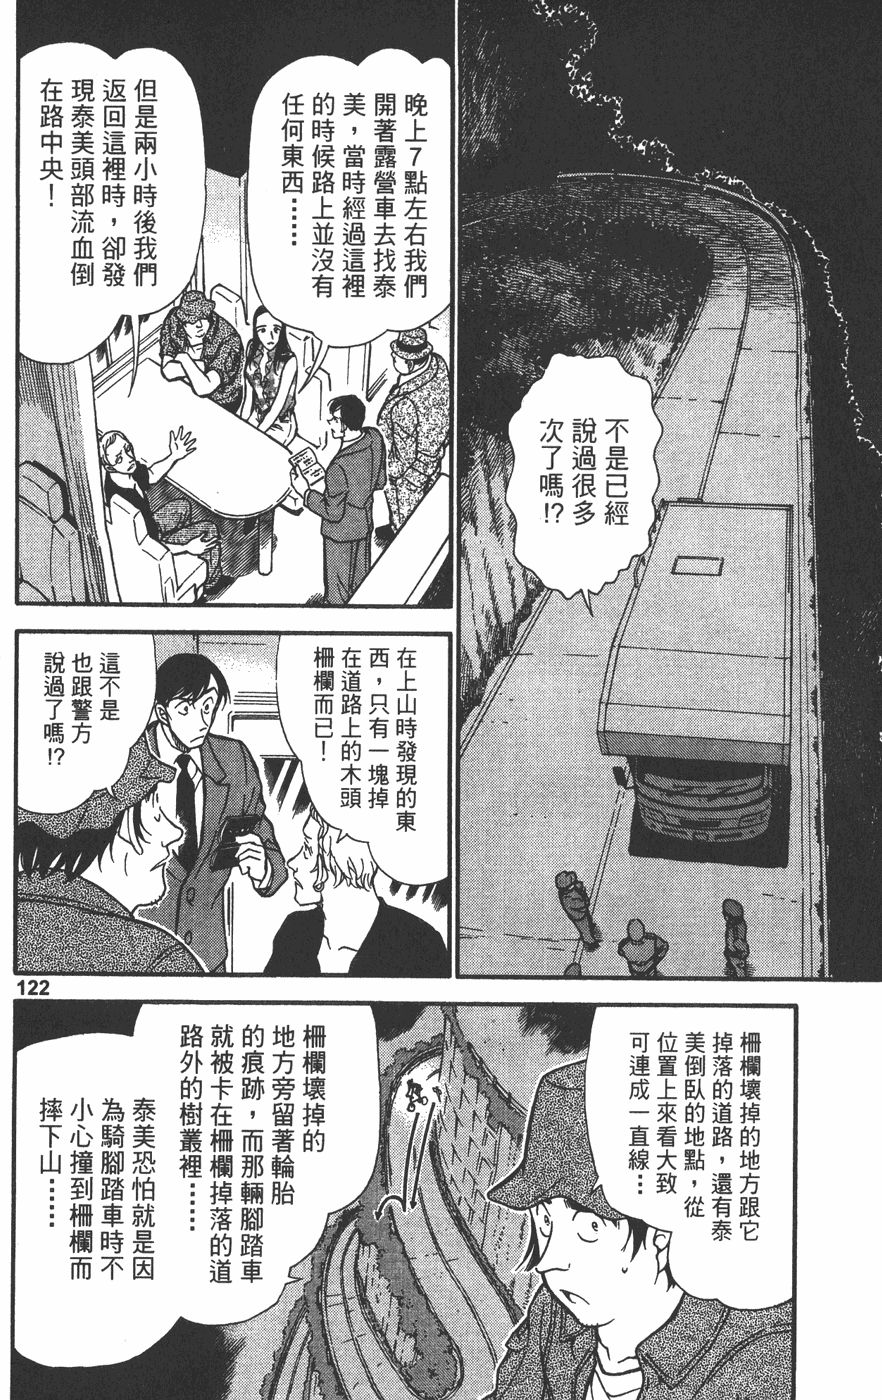 不是已經
說過很多
次了嗎!?
晚上7點左右我們
開著露營車去找泰
美，當時經過這裡
的時候路上並沒有
任何東西……
但是兩小時後我們
返回這裡時，卻發
現泰美頭部流血倒
在路中央！
在上山時發現的東
西，只有一塊掉
在道路上的木頭
柵欄而已！
這不是
也跟警方
說過了嗎!?
122
柵欄壞掉的地方跟它
掉落的道路，還有泰
美倒臥的地點，從
位置上來看大致
可連成一直線…
柵欄壞掉的
地方旁留著輪胎
的痕跡，而那輛腳踏車
就被卡在柵欄掉落的道
路外的樹叢裡……
泰美恐怕就是因
為騎腳踏車時不
小心撞到柵欄而
摔下山……